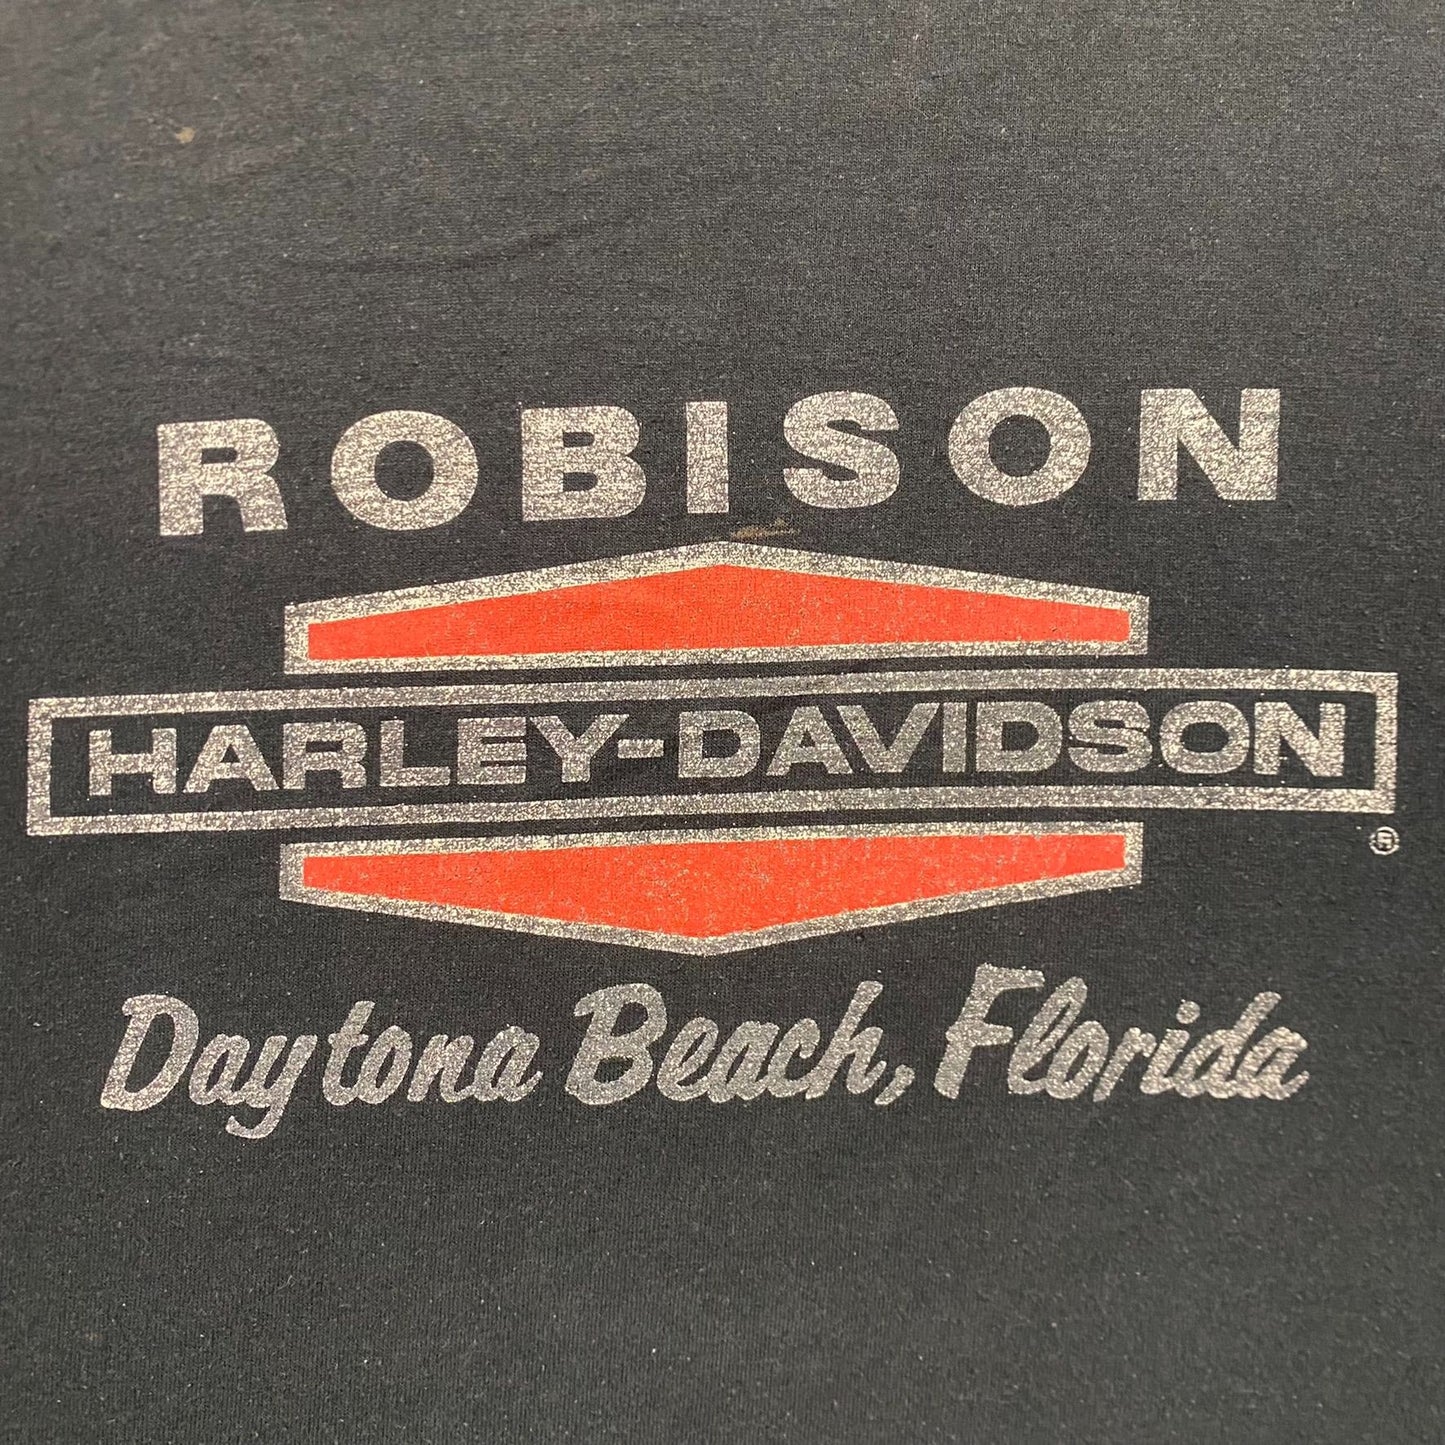 ROBISON
HARLEY-DAVIDSON
®
Daytona Beach, Florida